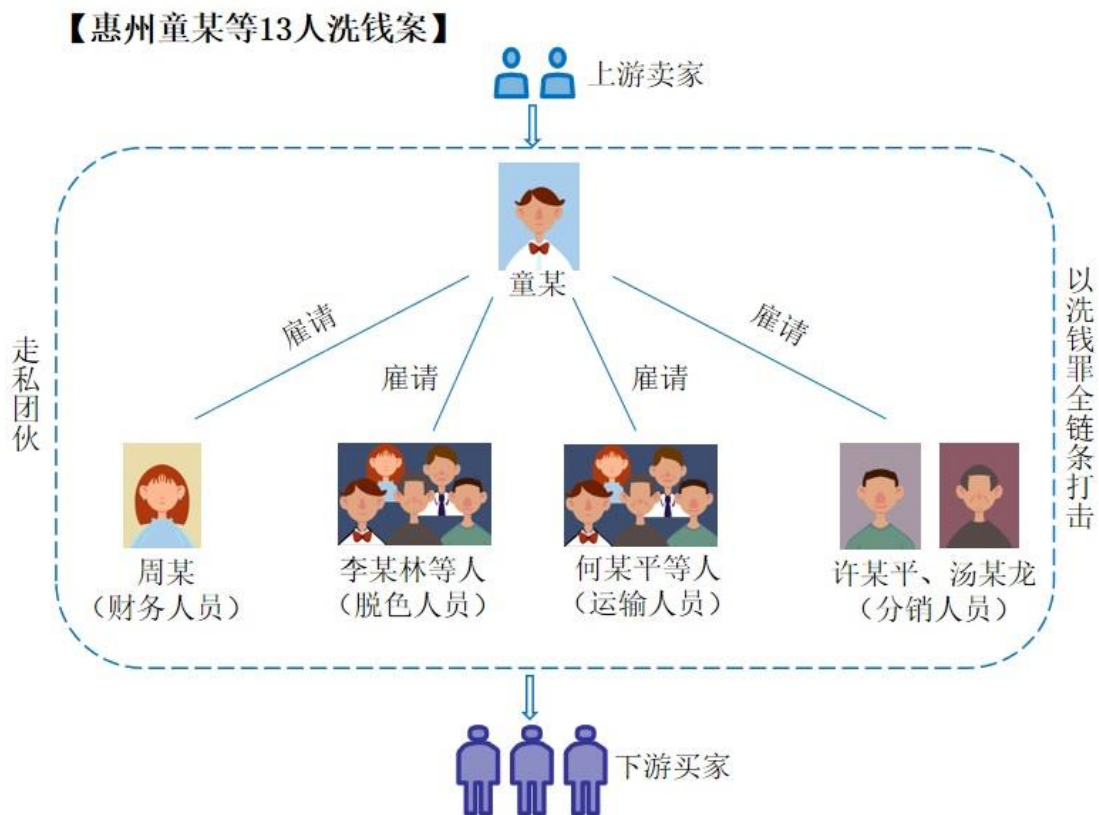 【惠州童某等13人洗钱案】
上游卖家
童某
雇请
雇请
雇请
雇请
走私团伙
以洗钱罪全链条打击
周某
（财务人员）
李某林等人
（脱色人员）
何某平等人
（运输人员）
许某平、汤某龙
（分销人员）
下游买家